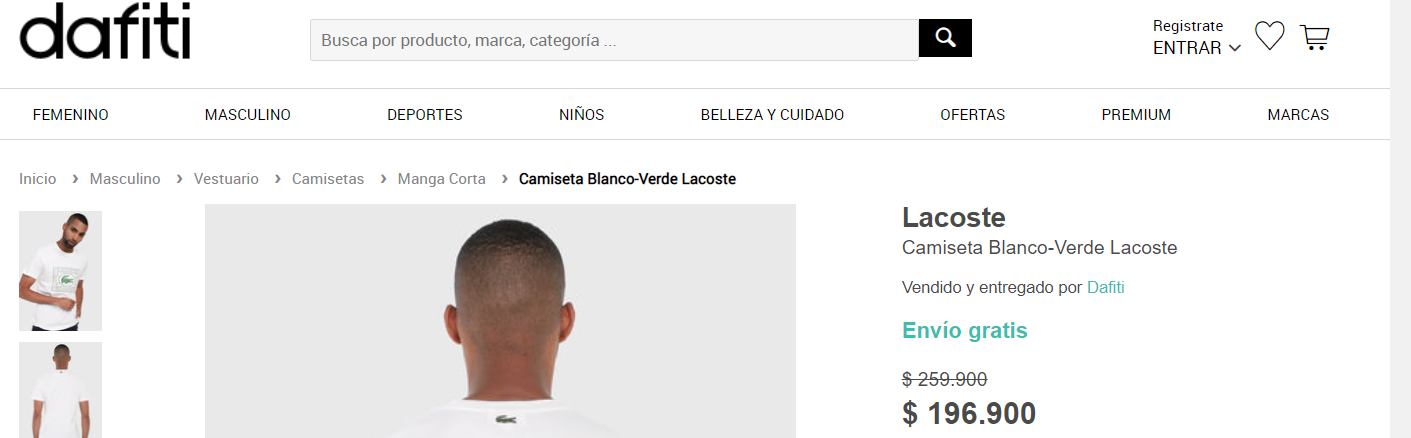 dafiti
Busca por producto, marca, categoría ...
Registrate
ENTRAR
FEMENINO MASCULINO DEPORTES NIÑOS BELLEZA Y CUIDADO OFERTAS PREMIUM MARCAS
Inicio › Masculino › Vestuario › Camisetas › Manga Corta › Camiseta Blanco-Verde Lacoste
Lacoste
Camiseta Blanco-Verde Lacoste
Vendido y entregado por Dafiti
Envío gratis
$ 259.900
$ 196.900